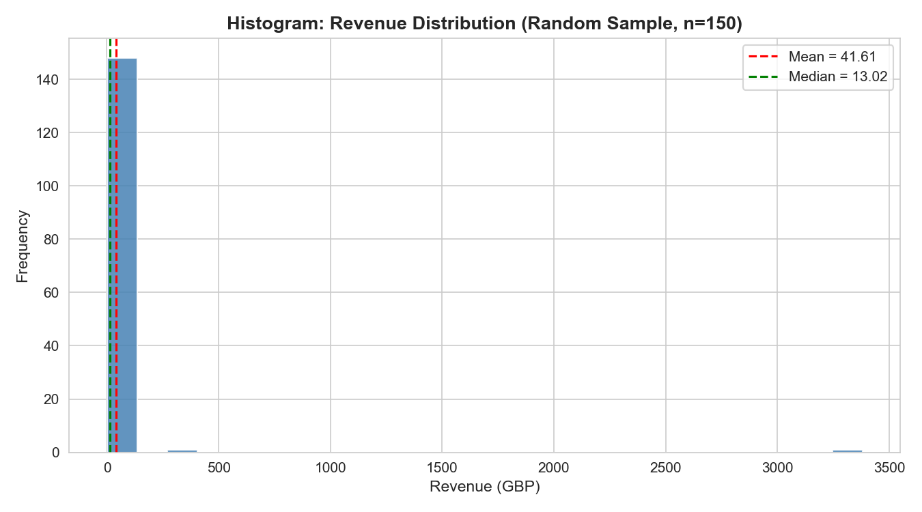 Histogram: Revenue Distribution (Random Sample, n=150)
Mean = 41.61
Median = 13.02
140
120
100
80
60
40
20
0
Frequency
0 500 1000 1500 2000 2500 3000 3500
Revenue (GBP)